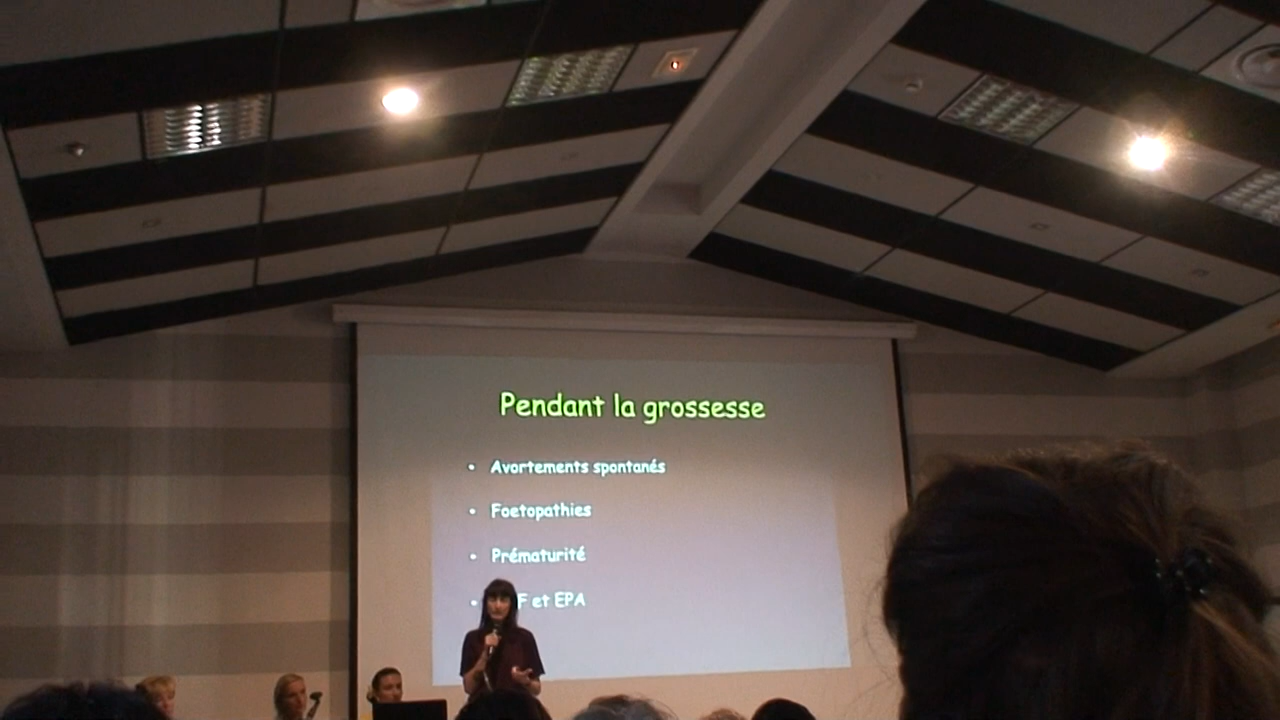 Pendant la grossesse
• Avortements spontanés
• Foetopathies
• Prématurité
• F et EPA